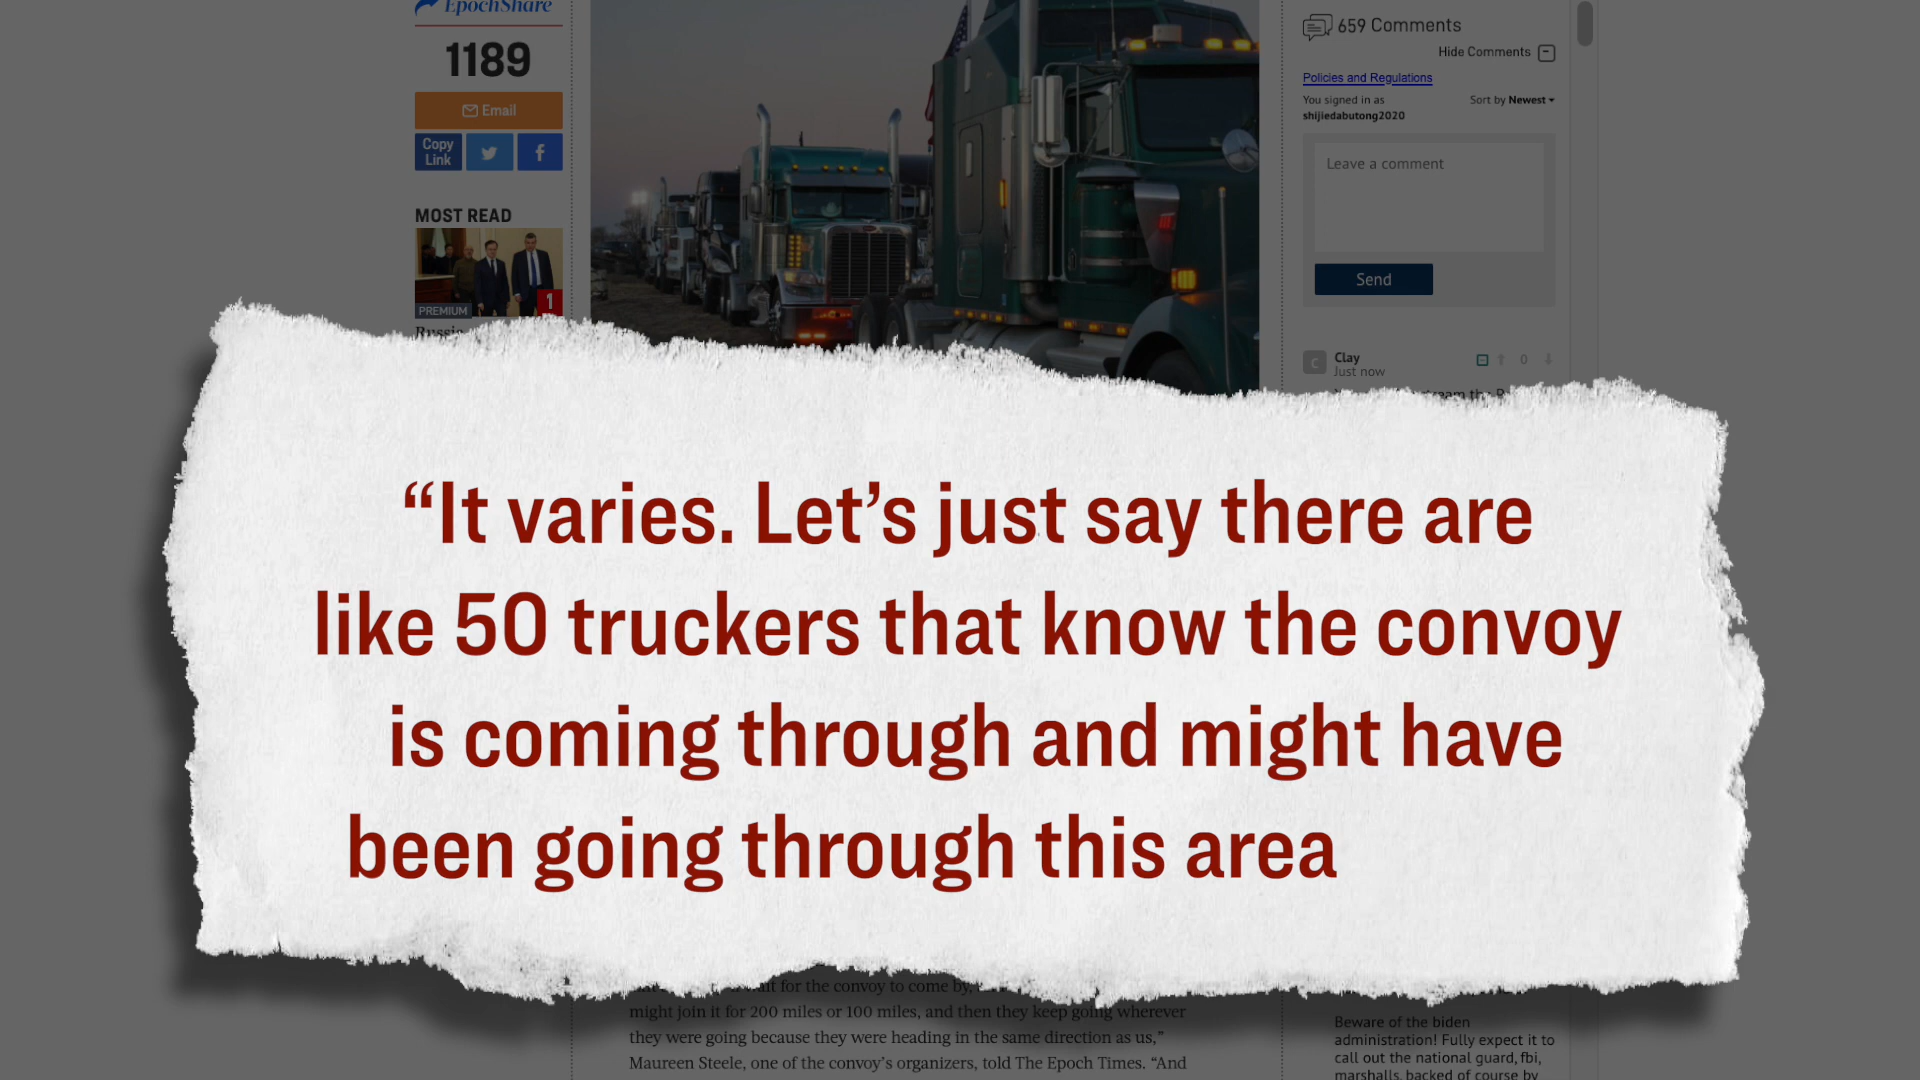 EpochShare
1189
Email
Copy
Link
f
MOST READ
PREMIUM
1
Russia
659 Comments
Hide Comments
Policies and Regulations
You signed in as
shijiedabutong2020
Sort by Newest
Leave a comment
Send
C
Clay
0
Just now
“It varies. Let’s just say there are
like 50 truckers that know the convoy
is coming through and might have
been going through this area
for the convoy to come by,
might join it for 200 miles or 100 miles, and then they keep going wherever
they were going because they were heading in the same direction as us,”
Maureen Steele, one of the convoy’s organizers, told The Epoch Times. “And
Beware of the biden
administration! Fully expect it to
call out the national guard, fbi,
marshalls, backed of course by